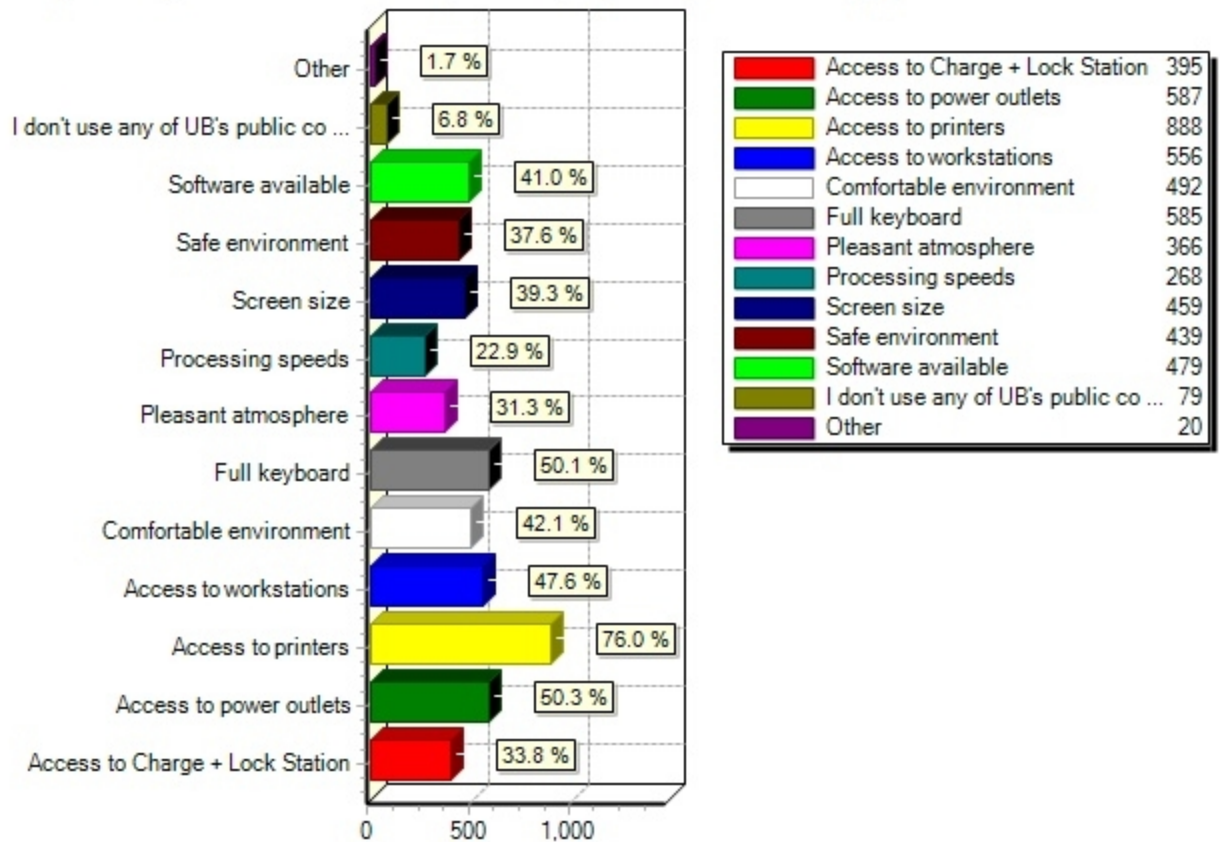 Other
1.7 %
I don't use any of UB's public co ...
6.8 %
Software available
41.0 %
Safe environment
37.6 %
Screen size
39.3 %
Processing speeds
22.9 %
Pleasant atmosphere
31.3 %
Full keyboard
50.1 %
Comfortable environment
42.1 %
Access to workstations
47.6 %
Access to printers
76.0 %
Access to power outlets
50.3 %
Access to Charge + Lock Station
33.8 %
0 500 1,000
Access to Charge + Lock Station 395
Access to power outlets 587
Access to printers 888
Access to workstations 556
Comfortable environment 492
Full keyboard 585
Pleasant atmosphere 366
Processing speeds 268
Screen size 459
Safe environment 439
Software available 479
I don't use any of UB's public co ... 79
Other 20